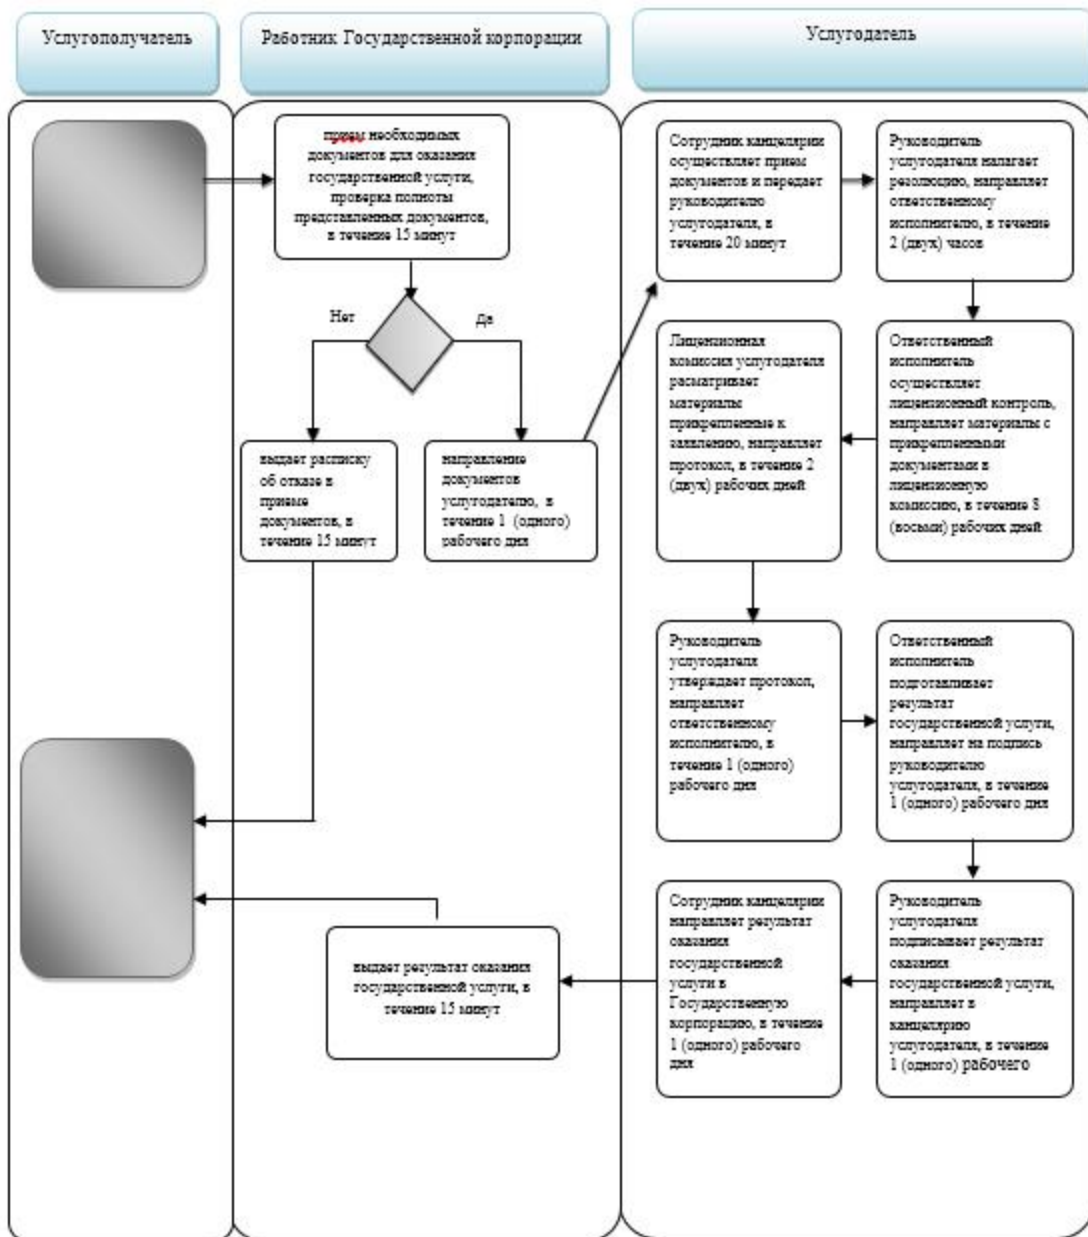 Услугополучатель
Работник Государственной корпорации
Услугодатель
прием необходимых
документов для оказания
государственной услуги,
проверка полноты
представленных документов,
в течение 15 минут
Нет
Да
выдает расписку
об отказе в
приеме
документов, в
течение 15 минут
направление
документов
услугодателю, в
течение 1 (одного)
рабочего дня
Сотрудник канцелярии
осуществляет прием
документов и передает
руководителю
услугодателя, в
течение 20 минут
Руководитель
услугодателя налагает
резолюцию, направляет
ответственному
исполнителю, в течение
2 (двух) часов
Ответственный
исполнитель
осуществляет
лицензионный контроль,
направляет материалы с
прикрепленными
документами в
лицензионную
комиссию, в течение 8
(восьми) рабочих дней
Лицензионная
комиссия услугодателя
расматривает
материалы
прикрепленные к
заявлению, направляет
протокол, в течение 2
(двух) рабочих дней
Руководитель
услугодателя
утверждает протокол,
направляет
ответственному
исполнителю, в
течение 1 (одного)
рабочего дня
Ответственный
исполнитель
подготавливает
результат
государственной услуги,
направляет на подпись
руководителю
услугодателя, в течение
1 (одного) рабочего дня
Руководитель
услугодателя
подписывает результат
оказания
государственной услуги,
направляет в
канцелярию
услугодателя, в течение
1 (одного) рабочего
Сотрудник канцелярии
направляет результат
оказания
государственной
услуги в
Государственную
корпорацию, в течение
1 (одного) рабочего
дня
выдает результат оказания
государственной услуги, в
течение 15 минут